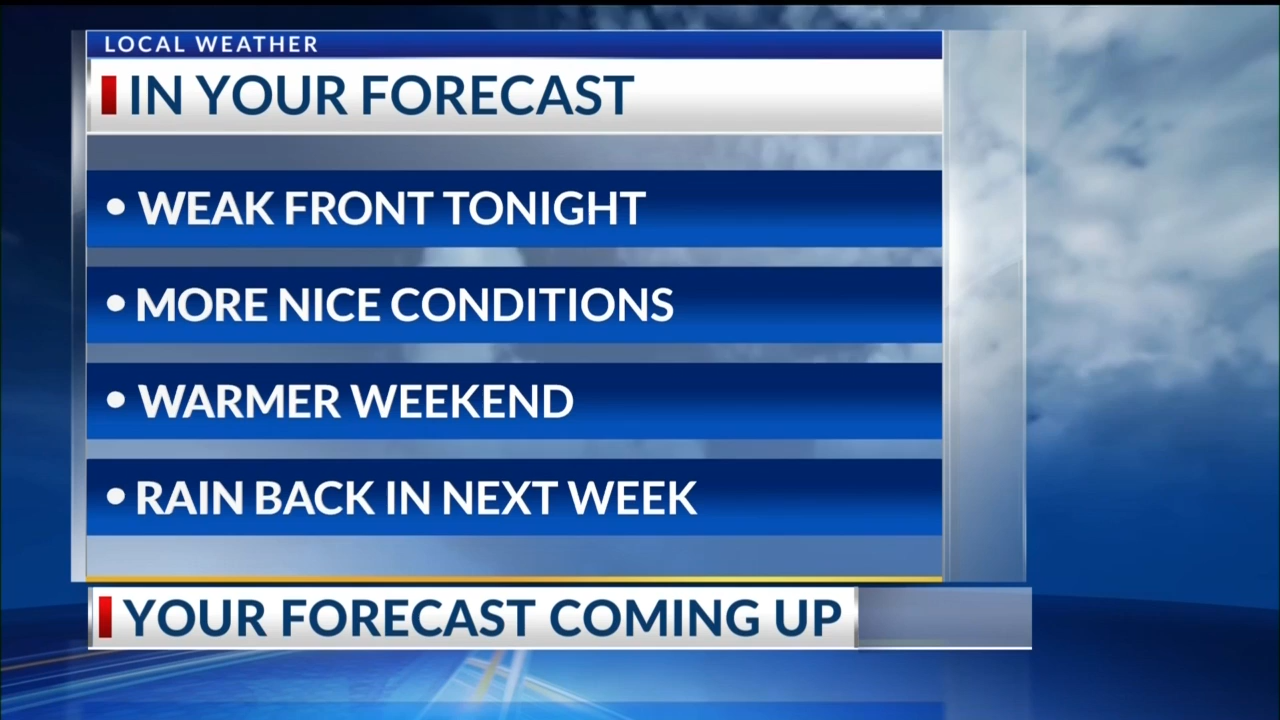 LOCAL WEATHER
IN YOUR FORECAST
• WEAK FRONT TONIGHT
• MORE NICE CONDITIONS
• WARMER WEEKEND
• RAIN BACK IN NEXT WEEK
YOUR FORECAST COMING UP